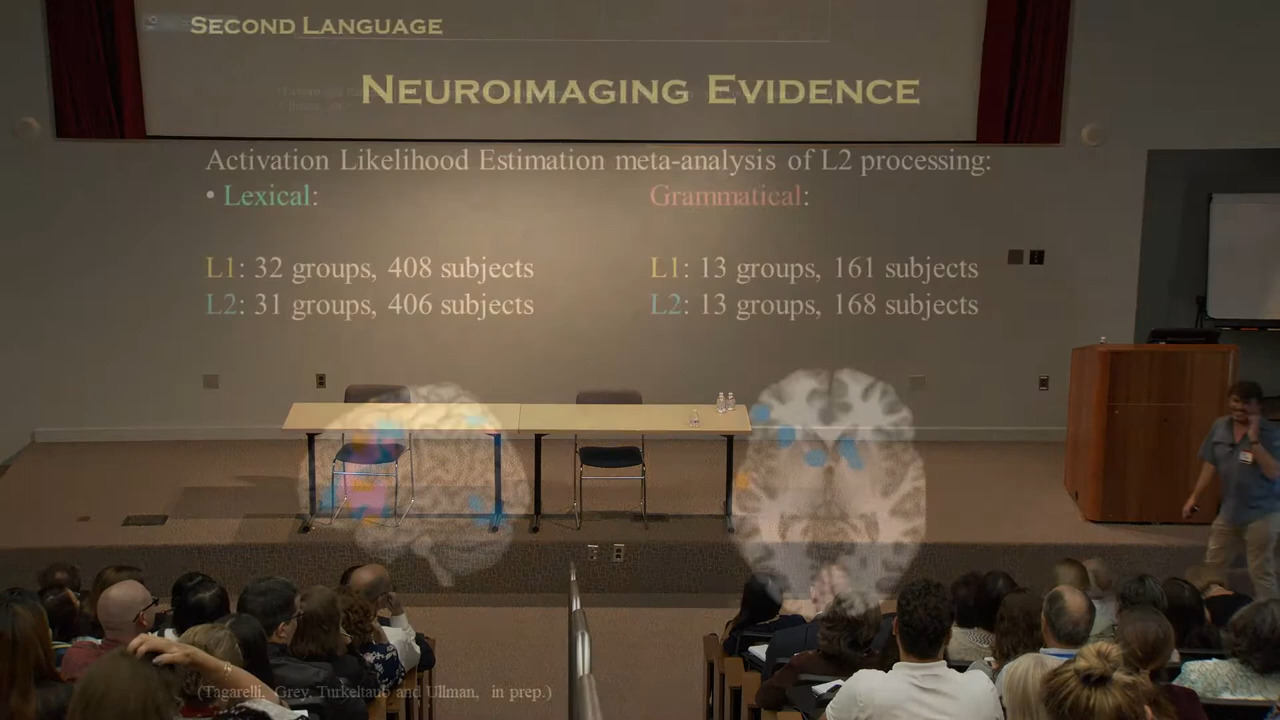 Second Language
Neuroimaging Evidence
Activation Likelihood Estimation meta-analysis of L2 processing:
• Lexical: Grammatical:
L1: 32 groups, 408 subjects L1: 13 groups, 161 subjects
L2: 31 groups, 406 subjects L2: 13 groups, 168 subjects
(Tagarelli, Grey, Turkeltaub and Ullman, in prep.)